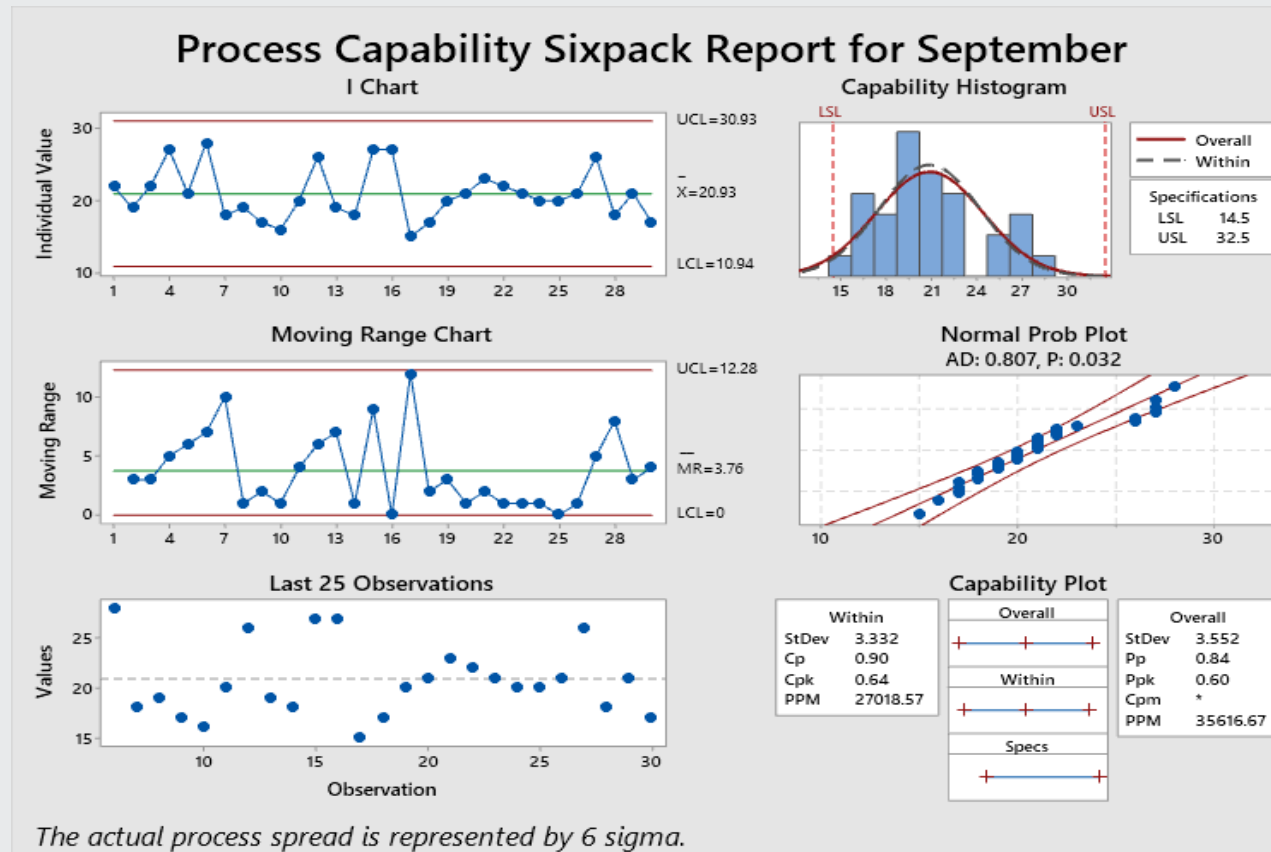 Process Capability Sixpack Report for September
I Chart
Individual Value
30
20
10
UCL=30.93
X̄=20.93
LCL=10.94
1 4 7 10 13 16 19 22 25 28
Capability Histogram
LSL USL
15 18 21 24 27 30
Overall
Within
Specifications
LSL 14.5
USL 32.5
Moving Range Chart
Moving Range
10
5
0
UCL=12.28
M̅R̅=3.76
LCL=0
1 4 7 10 13 16 19 22 25 28
Normal Prob Plot
AD: 0.807, P: 0.032
10 20 30
Last 25 Observations
Values
25
20
15
10 15 20 25 30
Observation
Capability Plot
Within
StDev 3.332
Cp 0.90
Cpk 0.64
PPM 27018.57
Overall
Within
Specs
Overall
StDev 3.552
Pp 0.84
Ppk 0.60
Cpm *
PPM 35616.67
The actual process spread is represented by 6 sigma.